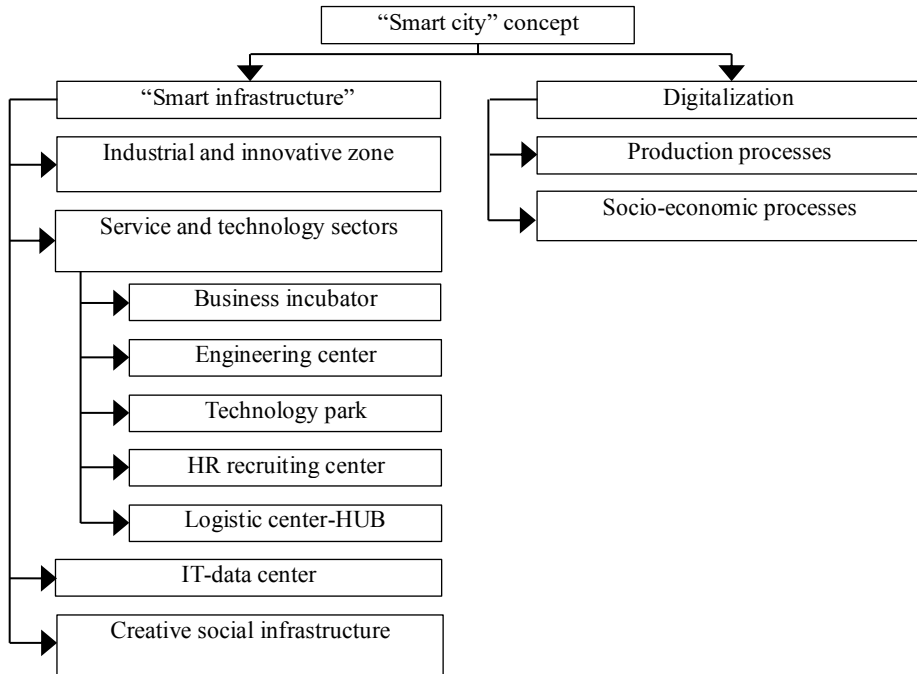 “Smart city” concept
“Smart infrastructure”
Industrial and innovative zone
Service and technology sectors
Business incubator
Engineering center
Technology park
HR recruiting center
Logistic center-HUB
IT-data center
Creative social infrastructure
Digitalization
Production processes
Socio-economic processes